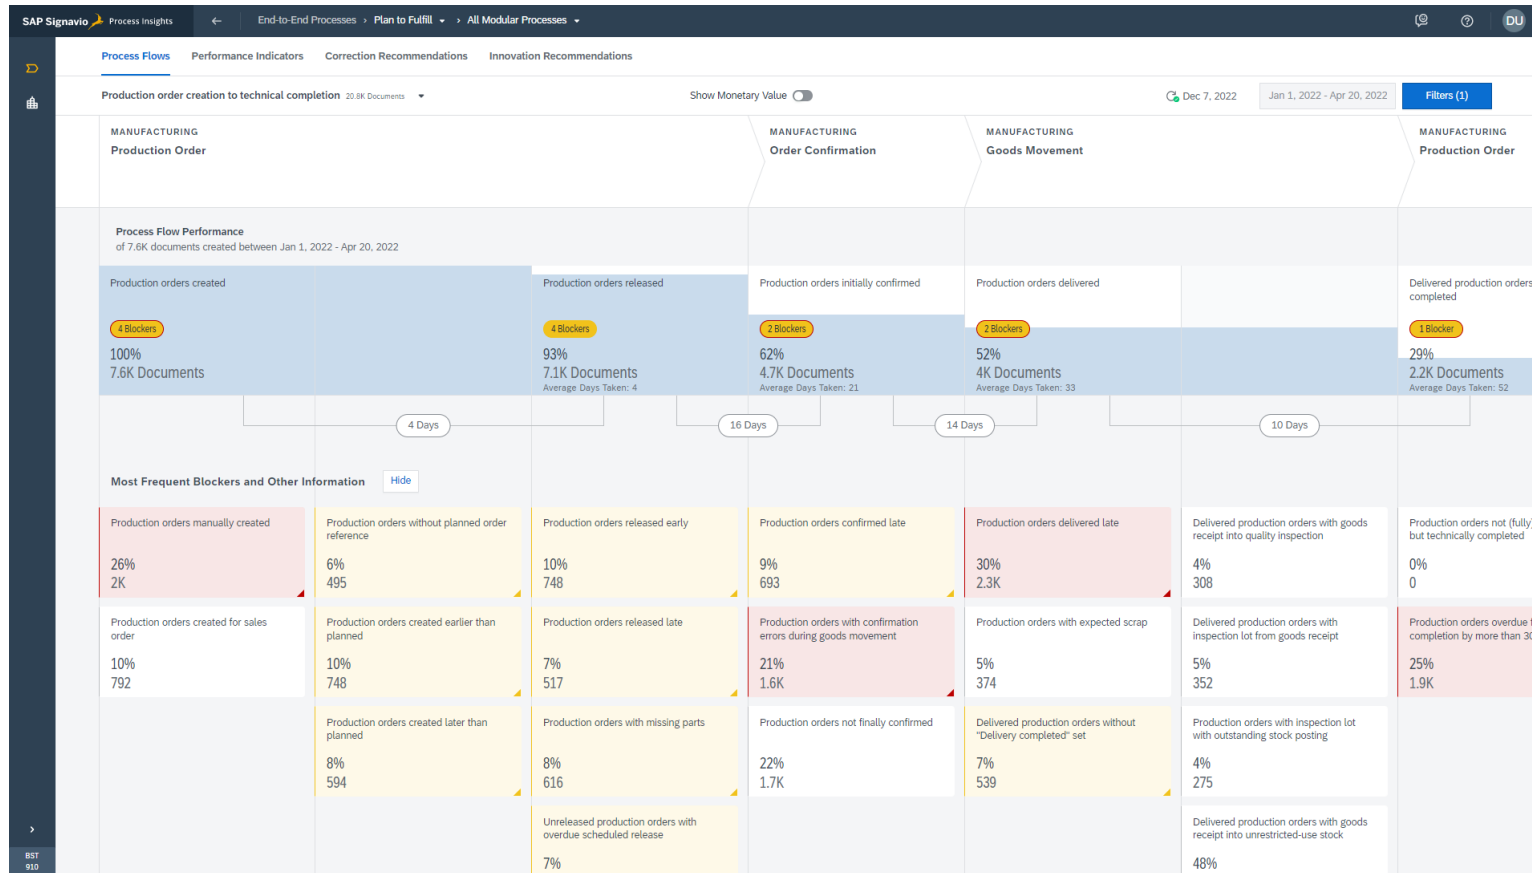 SAP Signavio Process Insights
End-to-End Processes > Plan to Fulfill > All Modular Processes
DU
Process Flows Performance Indicators Correction Recommendations Innovation Recommendations
Production order creation to technical completion 20.8K Documents
Show Monetary Value
Dec 7, 2022
Jan 1, 2022 - Apr 20, 2022
Filters (1)
MANUFACTURING
Production Order
MANUFACTURING
Order Confirmation
MANUFACTURING
Goods Movement
MANUFACTURING
Production Order
Process Flow Performance
of 7.6K documents created between Jan 1, 2022 - Apr 20, 2022
Production orders created
4 Blockers
100%
7.6K Documents
Production orders released
4 Blockers
93%
7.1K Documents
Average Days Taken: 4
Production orders initially confirmed
2 Blockers
62%
4.7K Documents
Average Days Taken: 21
Production orders delivered
2 Blockers
52%
4K Documents
Average Days Taken: 33
Delivered production orders
completed
1 Blocker
29%
2.2K Documents
Average Days Taken: 52
4 Days
16 Days
14 Days
10 Days
Most Frequent Blockers and Other Information
Hide
Production orders manually created
26%
2K
Production orders without planned order
reference
6%
495
Production orders released early
10%
748
Production orders confirmed late
9%
693
Production orders delivered late
30%
2.3K
Delivered production orders with goods
receipt into quality inspection
4%
308
Production orders not (fully)
but technically completed
0%
0
Production orders created for sales
order
10%
792
Production orders created earlier than
planned
10%
748
Production orders released late
7%
517
Production orders with confirmation
errors during goods movement
21%
1.6K
Production orders with expected scrap
5%
374
Delivered production orders with
inspection lot from goods receipt
5%
352
Production orders overdue
completion by more than 30
25%
1.9K
Production orders created later than
planned
8%
594
Production orders with missing parts
8%
616
Production orders not finally confirmed
22%
1.7K
Delivered production orders without
"Delivery completed" set
7%
539
Production orders with inspection lot
with outstanding stock posting
4%
275
Unreleased production orders with
overdue scheduled release
7%
Delivered production orders with goods
receipt into unrestricted-use stock
48%
BST
910